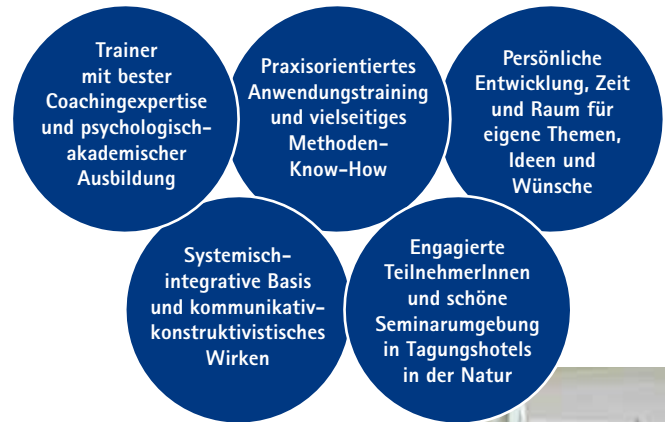 Trainer
mit bester
Coachingexpertise
und psychologisch-
akademischer
Ausbildung
Praxisorientiertes
Anwendungstraining
und vielseitiges
Methoden-
Know-How
Persönliche
Entwicklung, Zeit
und Raum für
eigene Themen,
Ideen und
Wünsche
Systemisch-
integrative Basis
und kommunikativ-
konstruktivistisches
Wirken
Engagierte
TeilnehmerInnen
und schöne
Seminarumgebung
in Tagungshotels
in der Natur